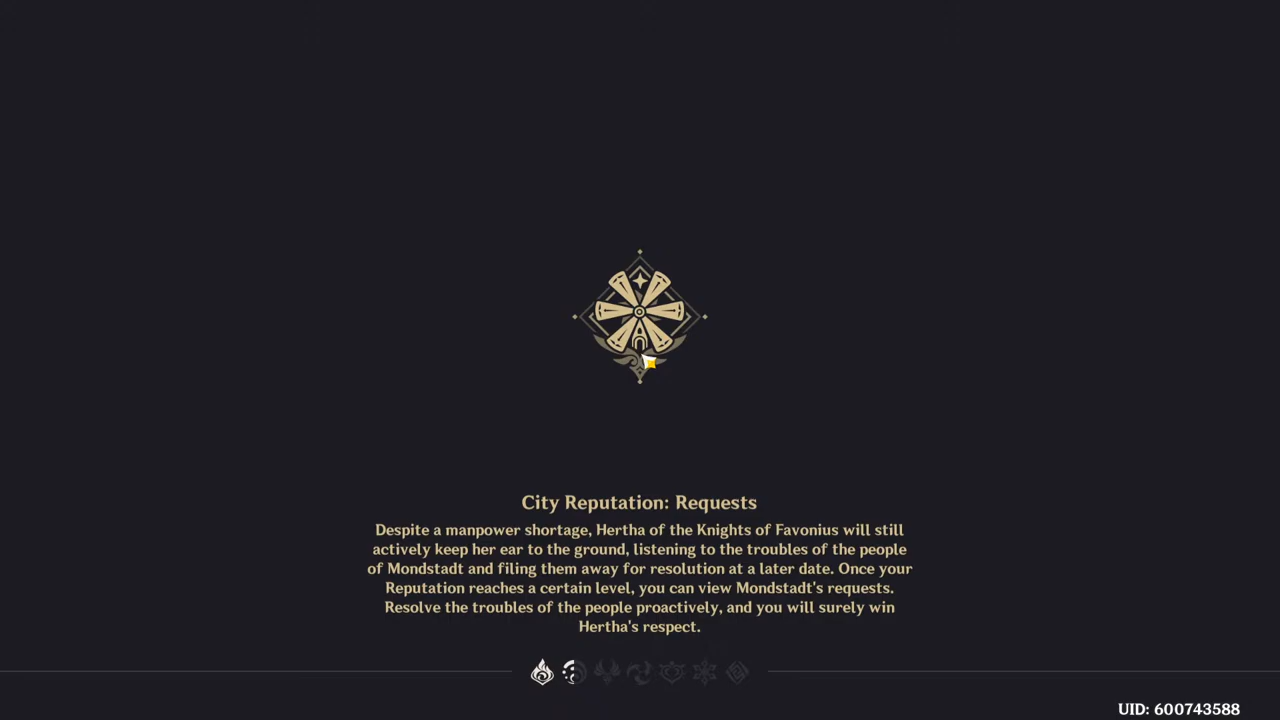 City Reputation: Requests
Despite a manpower shortage, Hertha of the Knights of Favonius will still
actively keep her ear to the ground, listening to the troubles of the people
of Mondstadt and filing them away for resolution at a later date. Once your
Reputation reaches a certain level, you can view Mondstadt's requests.
Resolve the troubles of the people proactively, and you will surely win
Hertha's respect.
UID: 600743588